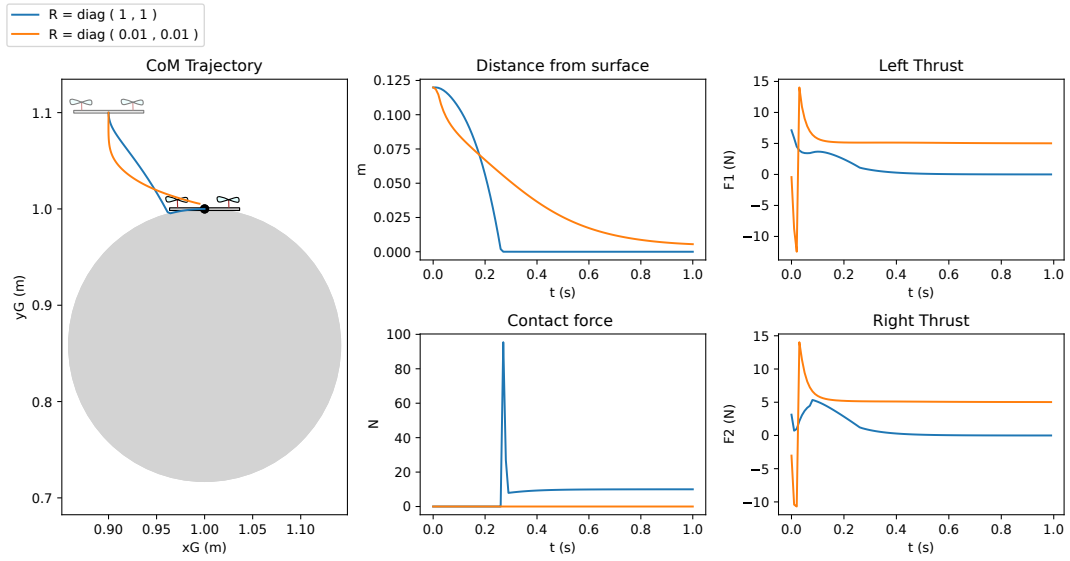 R = diag ( 1 , 1 )
R = diag ( 0.01 , 0.01 )
CoM Trajectory
yG (m)
1.1
1.0
0.9
0.8
0.7
0.90 0.95 1.00 1.05 1.10
xG (m)
Distance from surface
m
0.125
0.100
0.075
0.050
0.025
0.000
0.0 0.2 0.4 0.6 0.8 1.0
t (s)
Left Thrust
F1 (N)
15
10
5
0
−5
−10
0.0 0.2 0.4 0.6 0.8 1.0
t (s)
Contact force
N
100
80
60
40
20
0
0.0 0.2 0.4 0.6 0.8 1.0
t (s)
Right Thrust
F2 (N)
15
10
5
0
−5
−10
0.0 0.2 0.4 0.6 0.8 1.0
t (s)